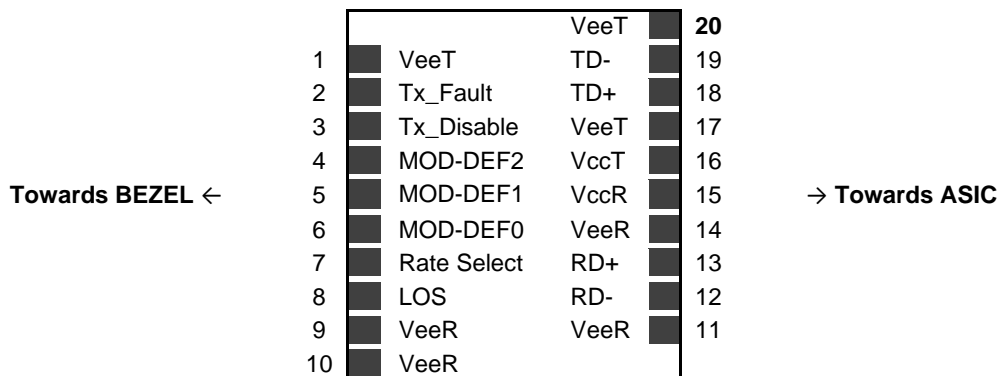 VeeT 20
1 VeeT TD- 19
2 Tx_Fault TD+ 18
3 Tx_Disable VeeT 17
4 MOD-DEF2 VccT 16
Towards BEZEL ← 5 MOD-DEF1 VccR 15 → Towards ASIC
6 MOD-DEF0 VeeR 14
7 Rate Select RD+ 13
8 LOS RD- 12
9 VeeR VeeR 11
10 VeeR